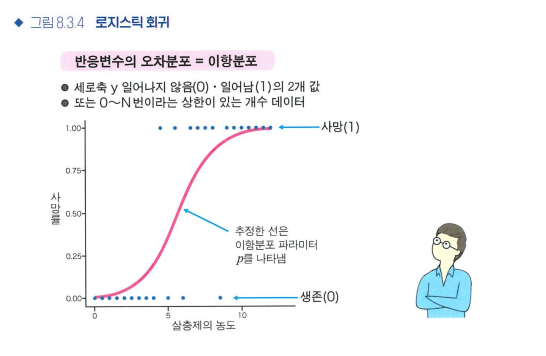 ◆ 그림 8.3.4 로지스틱 회귀
반응변수의 오차분포 = 이항분포
● 세로축 y 일어나지 않음(0)・일어남(1)의 2개 값
● 또는 0~N번이라는 상한이 있는 개수 데이터
1.00
사망(1)
0.75
사망률
0.50
추정한 선은
이항분포 파라미터
p를 나타냄
0.25
0.00
생존(0)
0 5 10
살충제의 농도